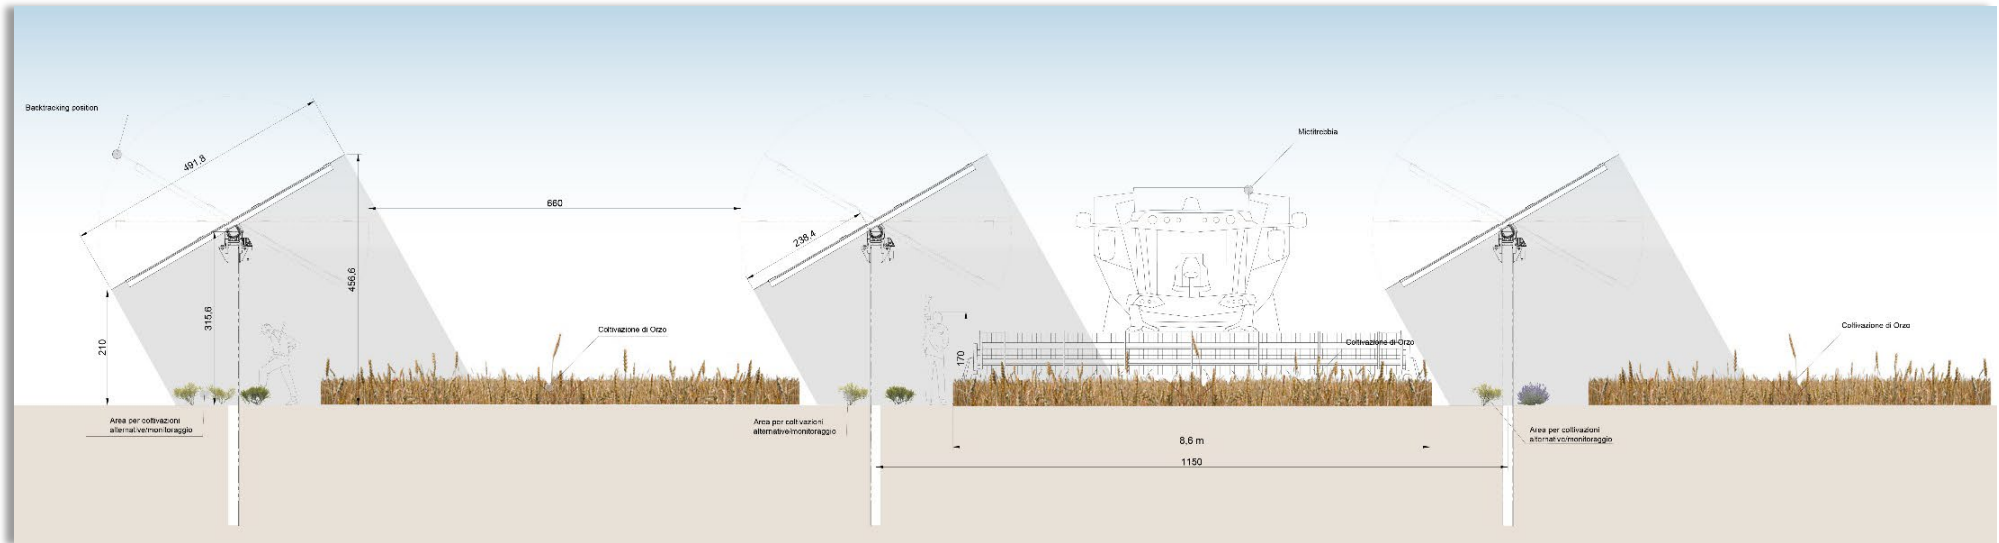 Backtracking position
491,8
660
Mietitrebbia
238,4
456,6
315,6
210
170
Coltivazione di Orzo
Coltivazione di Orzo
Coltivazione di Orzo
Area per coltivazioni
alternative/monitoraggio
Area per coltivazioni
alternative/monitoraggio
Area per coltivazioni
alternative/monitoraggio
8,6 m
1150